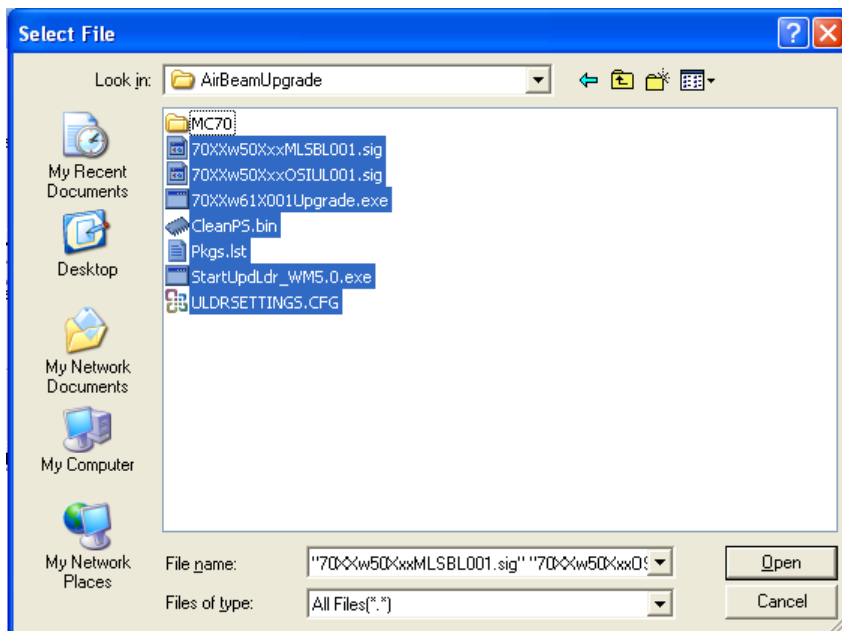 Select File
Look in:
AirBeamUpgrade
My Recent
Documents
Desktop
My Network
Documents
My Computer
My Network
Places
MC70
70XXw50XxxMLSBL001.sig
70XXw50XxxOSIUL001.sig
70XXw61X001Upgrade.exe
CleanPS.bin
Pkgs.lst
StartUpdLdr_WM5.0.exe
ULDRSETTINGS.CFG
File name:
"70XXw50XxxMLSBL001.sig" "70XXw50XxxOS
Open
Files of type:
All Files(*.*)
Cancel